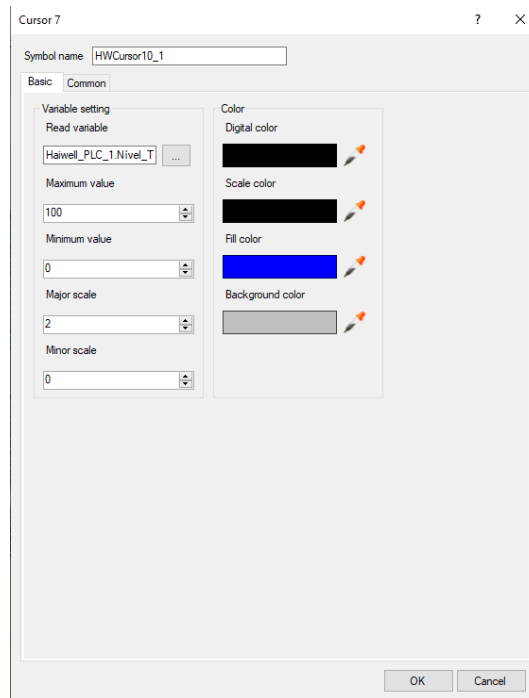 Cursor 7 ? ×
Symbol name HWCursor10_1
Basic Common
Variable setting
Read variable
Haiwell_PLC_1.Nível_T ...
Maximum value
100
Minimum value
0
Major scale
2
Minor scale
0
Color
Digital color
Scale color
Fill color
Background color
OK Cancel